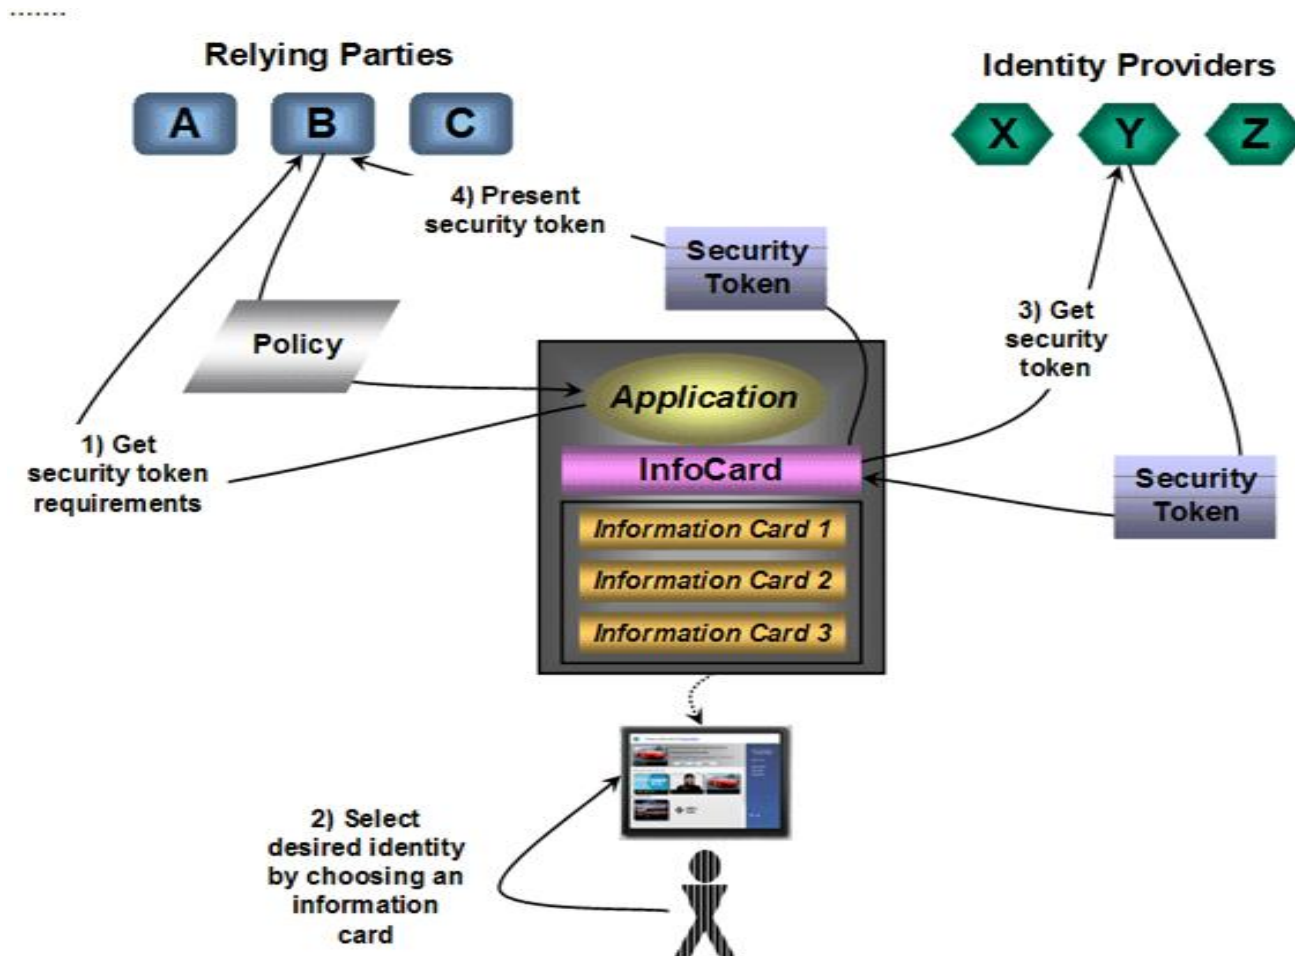 Relying Parties
Identity Providers
A
B
C
X
Y
Z
4) Present
security token
Security
Token
Policy
3) Get
security
token
Application
1) Get
security token
requirements
InfoCard
Security
Token
Information Card 1
Information Card 2
Information Card 3
2) Select
desired identity
by choosing an
information
card